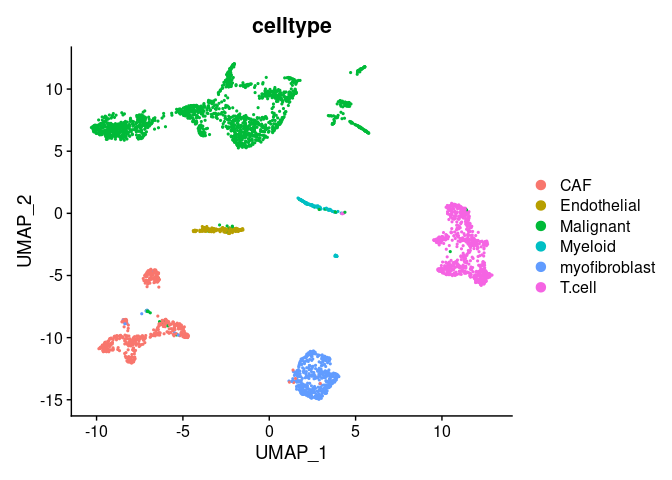 celltype
10
5
0
-5
-10
-15
UMAP_2
-10
-5
0
5
10
UMAP_1
CAF
Endothelial
Malignant
Myeloid
myofibroblast
T.cell